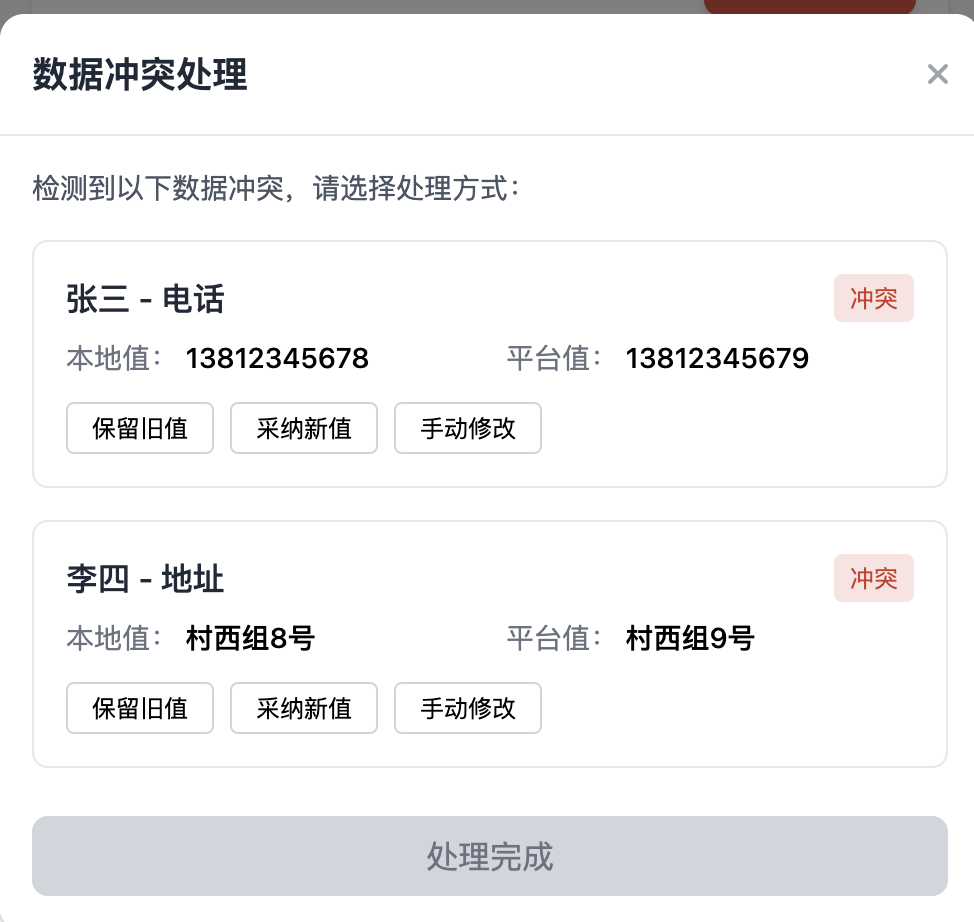 数据冲突处理
检测到以下数据冲突，请选择处理方式：
张三 - 电话
冲突
本地值： 13812345678 平台值： 13812345679
保留旧值 采纳新值 手动修改
李四 - 地址
冲突
本地值： 村西组8号 平台值： 村西组9号
保留旧值 采纳新值 手动修改
处理完成